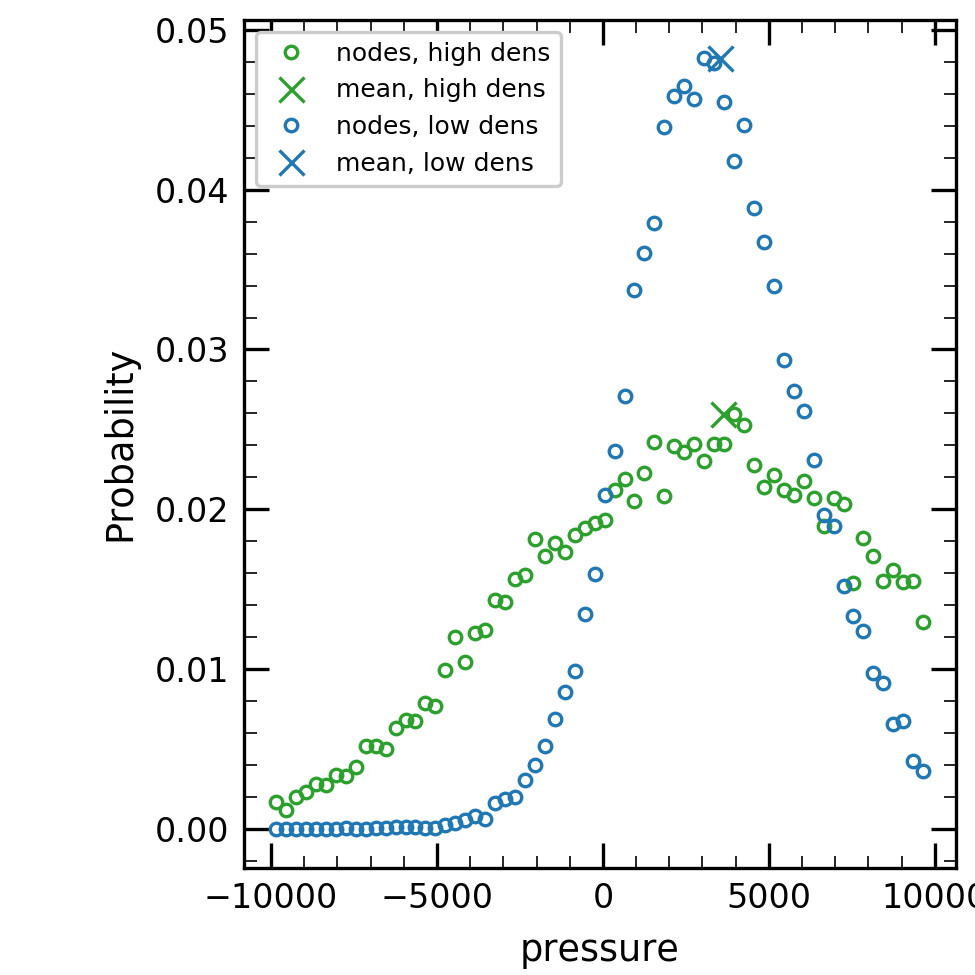 0.05
0.04
0.03
0.02
0.01
0.00
Probability
nodes, high dens
mean, high dens
nodes, low dens
mean, low dens
−10000 −5000 0 5000 10000
pressure